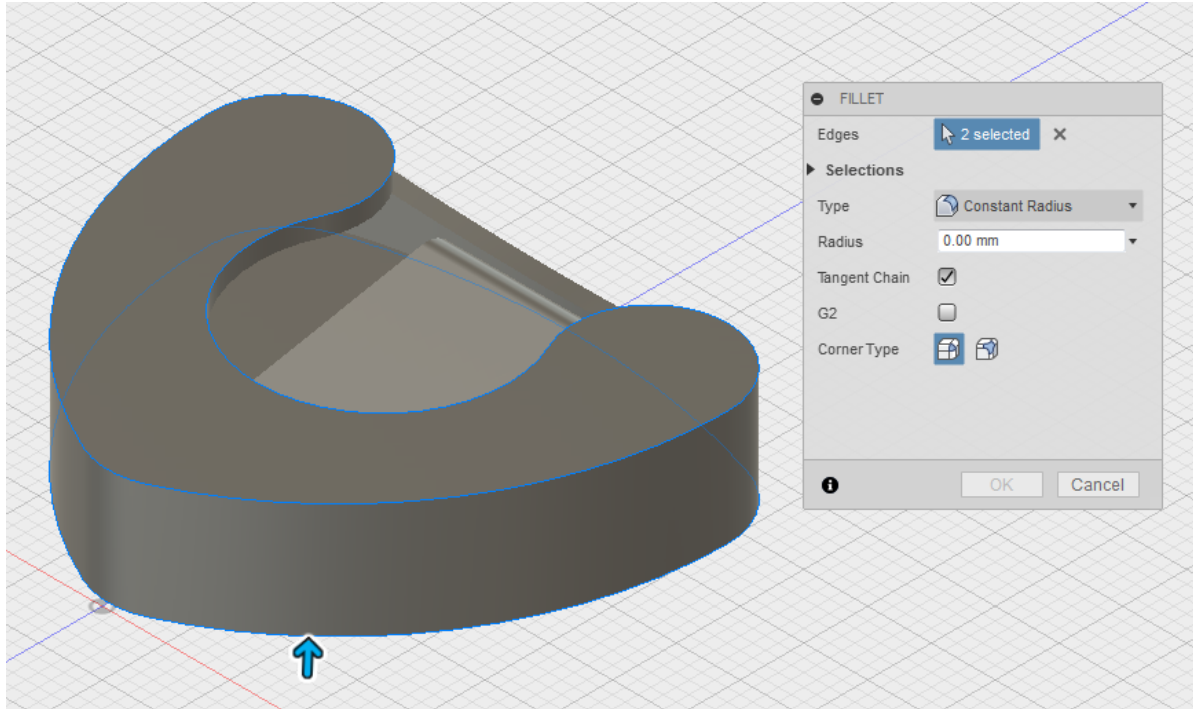 FILLET
Edges 2 selected
Selections
Type Constant Radius
Radius 0.00 mm
Tangent Chain
G2
Corner Type
OK Cancel